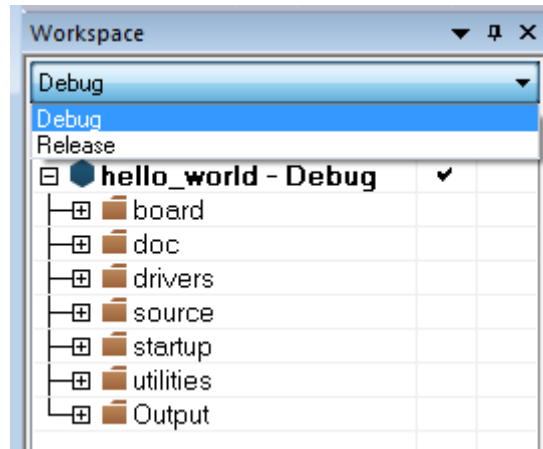 Workspace
Debug
Debug
Release
hello_world - Debug
board
doc
drivers
source
startup
utilities
Output